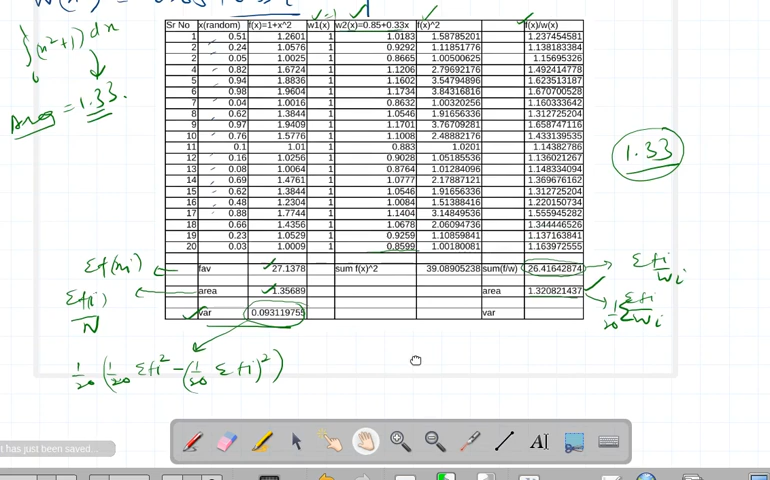 ∫ (x²+1) dx
0
Area = 1.33.
Sr No x(random) f(x)=1+x^2 w1(x) w2(x)=0.85+0.33x f(x)^2 f(x)/w(x)
1 0.51 1.2601 1 1.0183 1.58785201 1.237454581
2 0.24 1.0576 1 0.9292 1.11851776 1.138183384
2 0.05 1.0025 1 0.8665 1.00500625 1.15695326
4 0.82 1.6724 1 1.1206 2.79692176 1.492414778
5 0.94 1.8836 1 1.1602 3.54794896 1.623513187
6 0.98 1.9604 1 1.1734 3.84316816 1.670700528
7 0.04 1.0016 1 0.8632 1.00320256 1.160333642
8 0.62 1.3844 1 1.0546 1.91656336 1.312725204
9 0.97 1.9409 1 1.1701 3.76709281 1.658747116
10 0.76 1.5776 1 1.1008 2.48882176 1.433139535
11 0.1 1.01 1 0.883 1.0201 1.14382786
12 0.16 1.0256 1 0.9028 1.05185536 1.136021267
13 0.08 1.0064 1 0.8764 1.01284096 1.148334094
14 0.69 1.4761 1 1.0777 2.17887121 1.369676162
15 0.62 1.3844 1 1.0546 1.91656336 1.312725204
16 0.48 1.2304 1 1.0084 1.51388416 1.220150734
17 0.88 1.7744 1 1.1404 3.14849536 1.555945282
18 0.66 1.4356 1 1.0678 2.06094736 1.344446526
19 0.23 1.0529 1 0.9259 1.10859841 1.137163841
20 0.03 1.0009 1 0.8599 1.00180081 1.163972555
1.33
Σf(xi) fav 27.1378 sum f(x)^2 39.08905238 sum(f/w) 26.41642874 Σ fi/wi
Σf(i)/N area 1.35689 area 1.320821437 1/20 Σ fi/wi
var 0.093119755 var
1/20 (1/20 Σfi² − (1/20 Σfi)²)
t has just been saved...